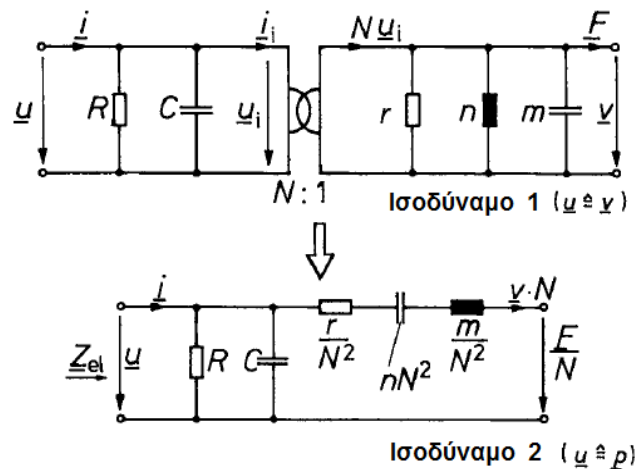 i i_i N u_i F
u R C u_i r n m v
N : 1
Ισοδύναμο 1 (u ≙ v)
i v·N
r/N² m/N²
Z_el u R C nN² F/N
Ισοδύναμο 2 (u ≙ p)